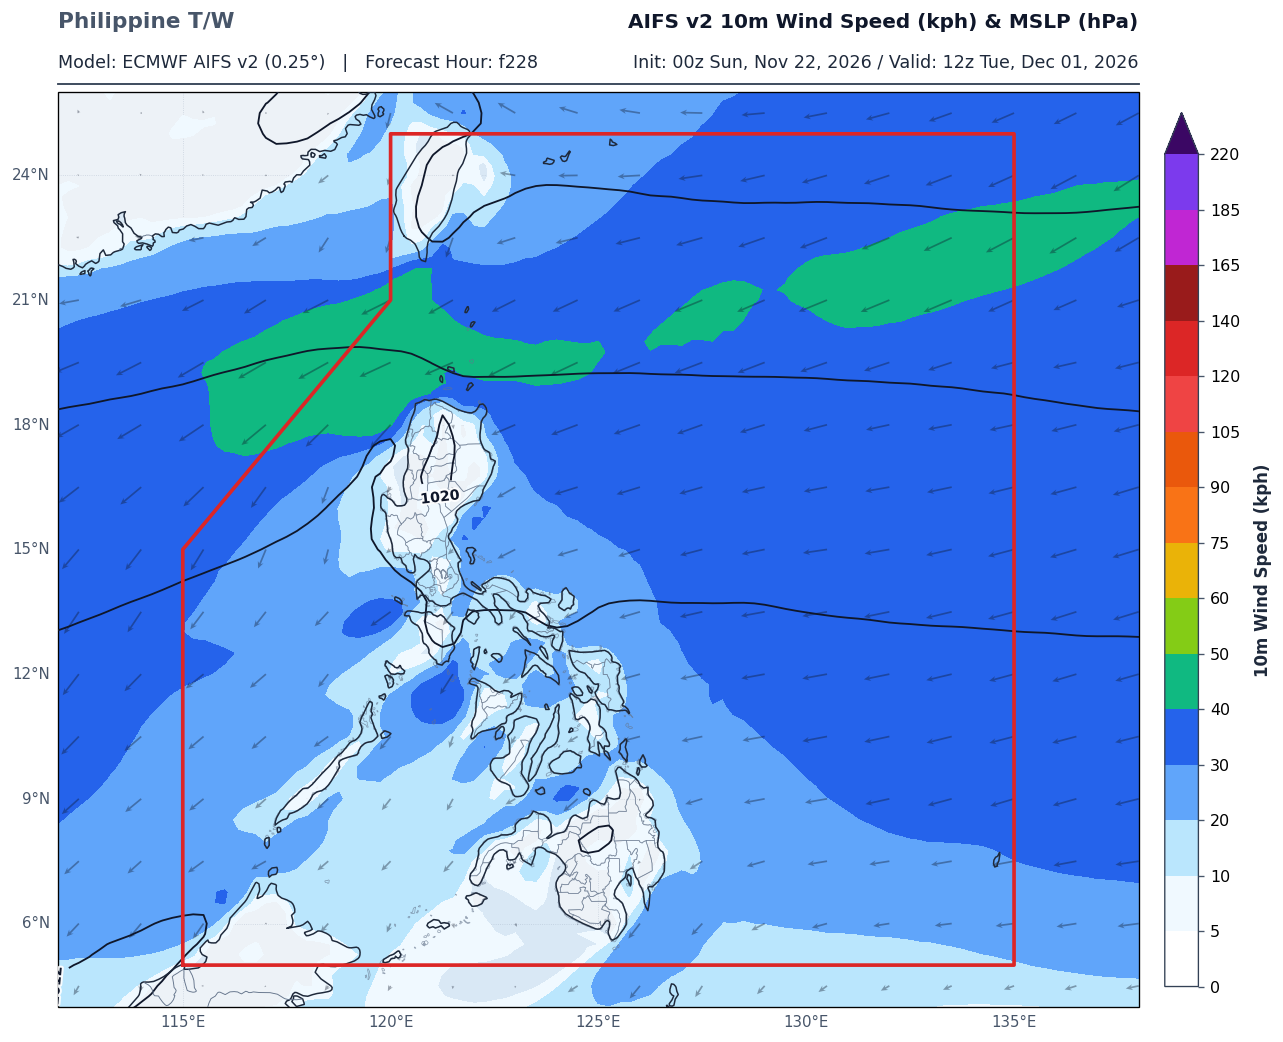 Philippine T/W
AIFS v2 10m Wind Speed (kph) & MSLP (hPa)
Model: ECMWF AIFS v2 (0.25°)   |   Forecast Hour: f228
Init: 00z Sun, Nov 22, 2026 / Valid: 12z Tue, Dec 01, 2026
24°N
21°N
18°N
15°N
12°N
9°N
6°N
1020
115°E
120°E
125°E
130°E
135°E
220
185
165
140
120
105
90
75
60
50
40
30
20
10
5
0
10m Wind Speed (kph)